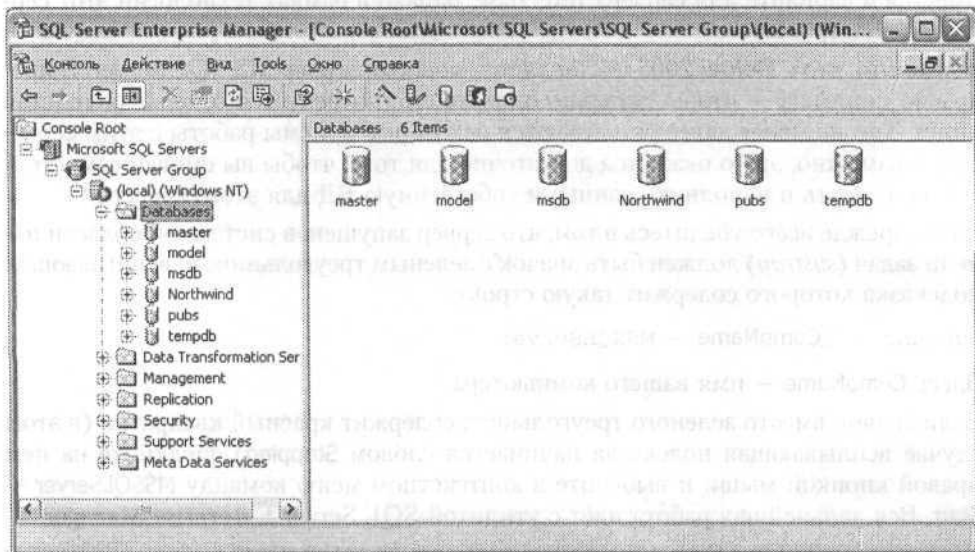 SQL Server Enterprise Manager - [Console Root\Microsoft SQL Servers\SQL Server Group\(local) (Win...
Консоль Действие Вид Tools Окно Справка
Console Root
Microsoft SQL Servers
SQL Server Group
(local) (Windows NT)
Databases
master
model
msdb
Northwind
pubs
tempdb
Data Transformation Ser
Management
Replication
Security
Support Services
Meta Data Services
Databases 6 Items
master model msdb Northwind pubs tempdb